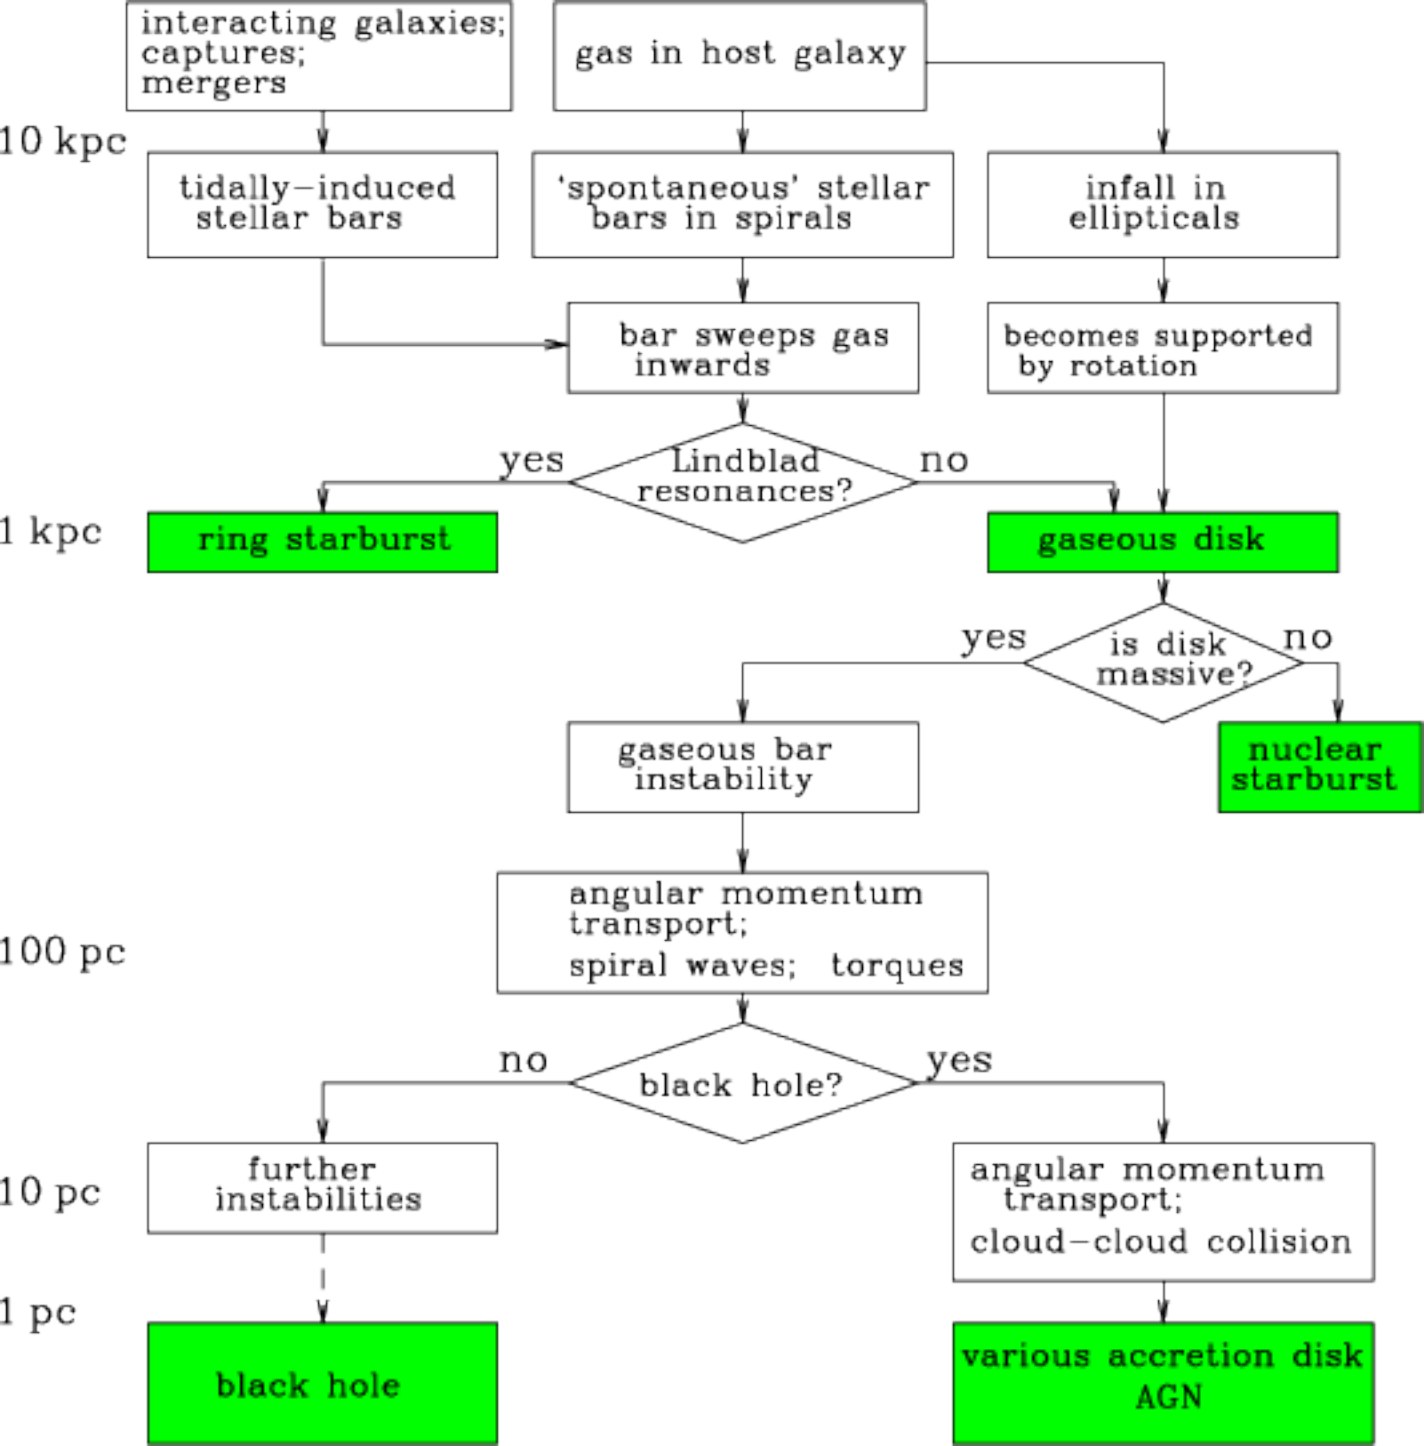 interacting galaxies;
captures;
mergers
gas in host galaxy
10 kpc
tidally-induced
stellar bars
'spontaneous' stellar
bars in spirals
infall in
ellipticals
bar sweeps gas
inwards
becomes supported
by rotation
yes
Lindblad
resonances?
no
1 kpc
ring starburst
gaseous disk
yes
is disk
massive?
no
gaseous bar
instability
nuclear
starburst
100 pc
angular momentum
transport;
spiral waves; torques
no
black hole?
yes
10 pc
further
instabilities
angular momentum
transport;
cloud-cloud collision
1 pc
black hole
various accretion disk
AGN